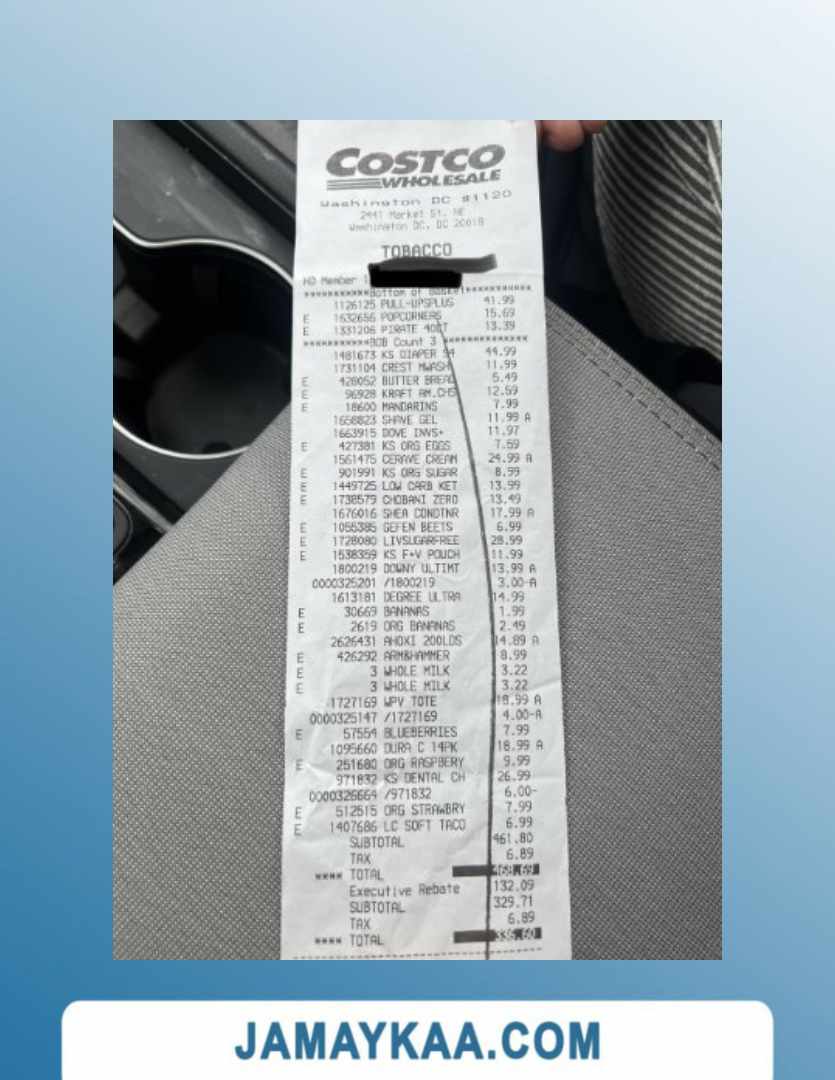 COSTCO
WHOLESALE
Washington DC #1120
2441 Market St. NE
Washington DC, DC 20018
TOBACCO
HD Member 1
**********Bottom of Basket**********
1126125 PULL-UPSPLUS 41.99
E 1632656 POPCORNERS 15.69
E 1331206 PIRATE 40CT 13.39
**********BOB Count 3 **********
1481673 KS DIAPER S4 44.99
1731104 CREST MWASH 11.99
E 428052 BUTTER BREAD 5.49
E 96928 KRAFT AM.CHS 12.59
E 18600 MANDARINS 7.99
1658823 SHAVE GEL 11.99 A
1663915 DOVE INVS+ 11.97
E 427381 KS ORG EGGS 7.59
1561475 CERAVE CREAM 24.99 A
E 901991 KS ORG SUGAR 8.99
E 1449725 LOW CARB KET 13.99
E 1738579 CHOBANI ZERO 13.49
1676016 SHEA CONDTNR 17.99 A
E 1055385 GEFEN BEETS 6.99
E 1728080 LIVSUGARFREE 28.99
E 1538359 KS F+V POUCH 11.99
1800219 DOWNY ULTIMT 13.99 A
0000325201 /1800219 3.00-A
1613181 DEGREE ULTRA 14.99
E 30669 BANANAS 1.99
E 2619 ORG BANANAS 2.49
2626431 AHOXI 200LDS 14.89 A
E 426292 ARM&HAMMER 8.99
E 3 WHOLE MILK 3.22
E 3 WHOLE MILK 3.22
1727169 WPV TOTE 18.99 A
0000325147 /1727169 4.00-A
E 57554 BLUEBERRIES 7.99
1095660 DURA C 14PK 18.99 A
E 251680 ORG RASPBERY 9.99
971832 KS DENTAL CH 26.99
0000326664 /971832 6.00-
E 512515 ORG STRAWBRY 7.99
E 1407686 LC SOFT TACO 6.99
SUBTOTAL 461.80
TAX 6.89
**** TOTAL 468.69
Executive Rebate 132.09
SUBTOTAL 329.71
TAX 6.89
**** TOTAL 336.60
JAMAYKAA.COM